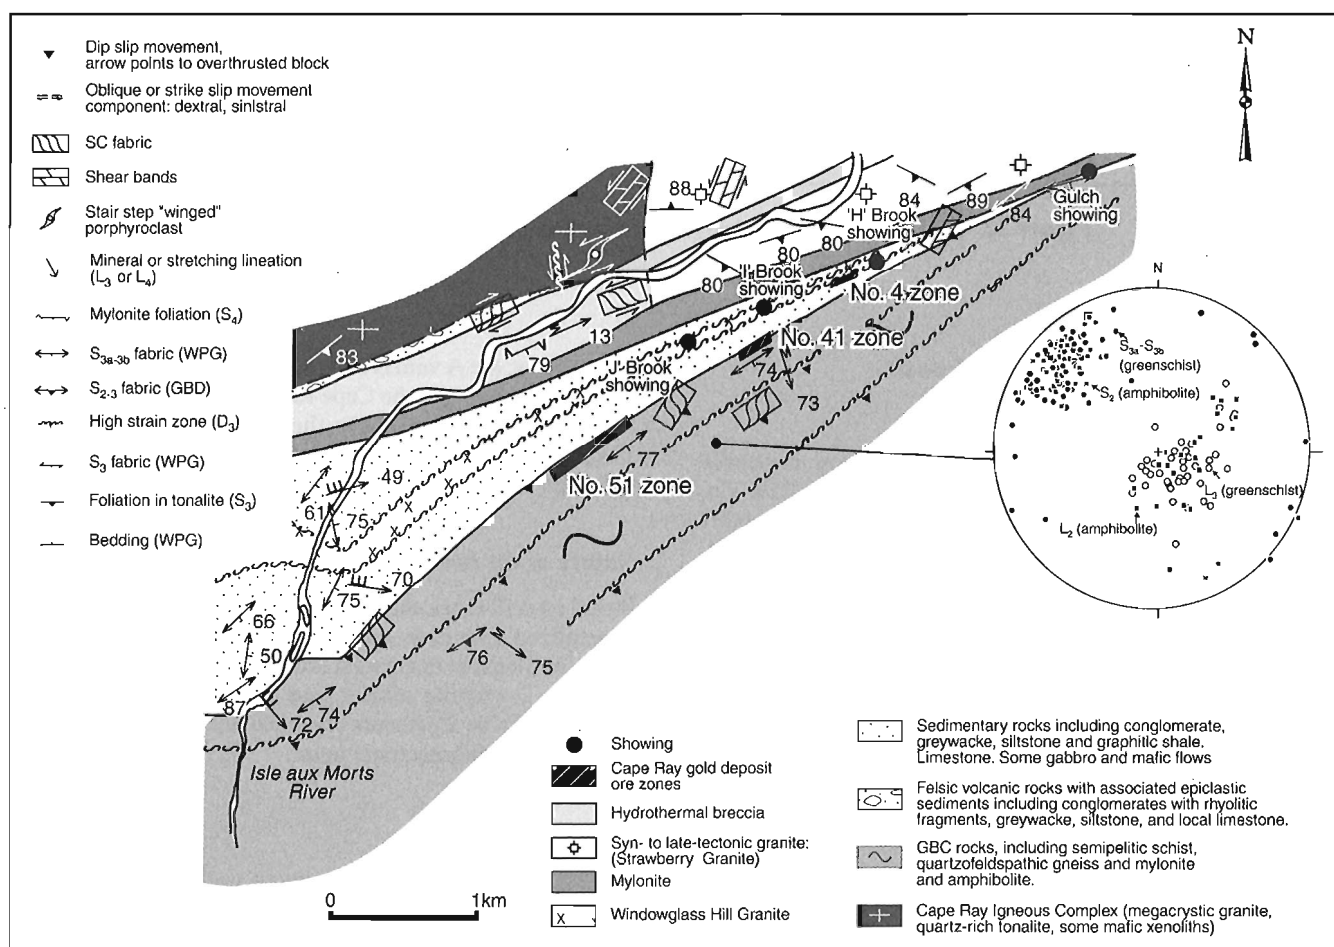 Dip slip movement,
arrow points to overthrusted block
Oblique or strike slip movement
component: dextral, sinistral
SC fabric
Shear bands
Stair step "winged"
porphyroclast
Mineral or stretching lineation
(L3 or L4)
Mylonite foliation (S4)
S3a-3b fabric (WPG)
S2-3 fabric (GBD)
High strain zone (D3)
S3 fabric (WPG)
Foliation in tonalite (S3)
Bedding (WPG)
N
88
84
89
84
Gulch
showing
'H' Brook
showing
80
80
80
'I' Brook
showing
No. 4 zone
No. 41 zone
83
79
13
'J' Brook
showing
74
M
73
77
No. 51 zone
49
E
61
75
70
E
75
66
50
87
E
72
74
76
M
75
Isle aux Morts
River
N
S3a-S3b
(greenschist)
S2 (amphibolite)
L3 (greenschist)
L2 (amphibolite)
0 1km
Showing
Cape Ray gold deposit
ore zones
Hydrothermal breccia
Syn- to late-tectonic granite:
(Strawberry Granite)
Mylonite
X Windowglass Hill Granite
Sedimentary rocks including conglomerate,
greywacke, siltstone and graphitic shale.
Limestone. Some gabbro and mafic flows
Felsic volcanic rocks with associated epiclastic
sediments including conglomerates with rhyolitic
fragments, greywacke, siltstone, and local limestone.
GBC rocks, including semipelitic schist,
quartzofeldspathic gneiss and mylonite
and amphibolite.
Cape Ray Igneous Complex (megacrystic granite,
quartz-rich tonalite, some mafic xenoliths)